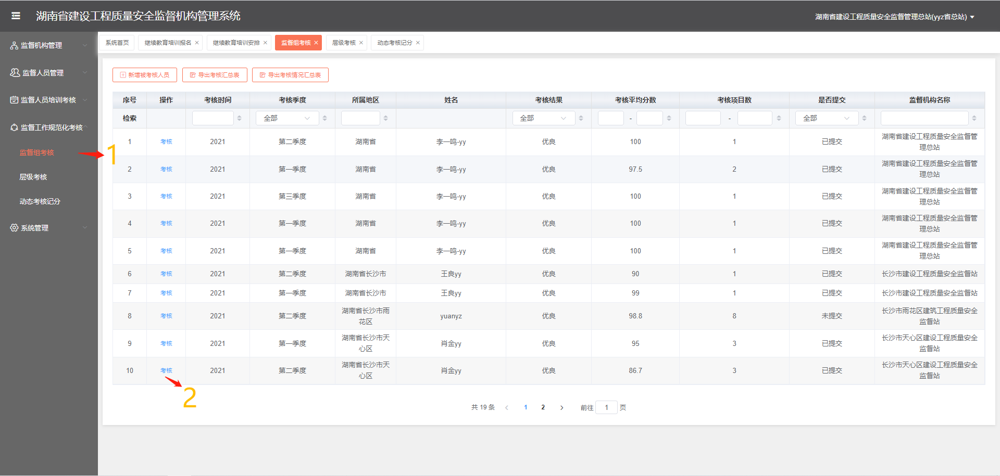 湖南省建设工程质量安全监督机构管理系统
湖南省建设工程质量安全监督管理总站(yyz省总站)
监督机构管理
监督人员管理
监督人员培训考核
监督工作规范化考核
监督组考核
层级考核
动态考核记分
系统管理
1
系统首页 继续教育培训报名 继续教育培训安排 监督组考核 层级考核 动态考核记分
新增被考核人员 导出考核汇总表 导出考核情况汇总表
序号 操作 考核时间 考核季度 所属地区 姓名 考核结果 考核平均分数 考核项目数 是否提交 监督机构名称
检索 全部 全部 - - 全部
1 考核 2021 第二季度 湖南省 李一鸣-yy 优良 100 1 已提交 湖南省建设工程质量安全监督管
理总站
2 考核 2021 第一季度 湖南省 李一鸣-yy 优良 97.5 2 已提交 湖南省建设工程质量安全监督管
理总站
3 考核 2021 第三季度 湖南省 李一鸣-yy 优良 100 1 已提交 湖南省建设工程质量安全监督管
理总站
4 考核 2021 第一季度 湖南省 李一鸣-yy 优良 100 1 已提交 湖南省建设工程质量安全监督管
理总站
5 考核 2021 第一季度 湖南省 李一鸣-yy 优良 100 1 已提交 湖南省建设工程质量安全监督管
理总站
6 考核 2021 第二季度 湖南省长沙市 王良yy 优良 90 1 已提交 长沙市建设工程质量安全监督站
7 考核 2021 第一季度 湖南省长沙市 王良yy 优良 99 1 已提交 长沙市建设工程质量安全监督站
8 考核 2021 第二季度 湖南省长沙市雨 yuanyz 优良 98.8 8 未提交 长沙市雨花区建筑工程质量安全
花区 监督站
9 考核 2021 第一季度 湖南省长沙市天 肖金yy 优良 95 3 已提交 长沙市天心区建设工程质量安全
心区 监督站
10 考核 2021 第二季度 湖南省长沙市天 肖金yy 优良 86.7 3 已提交 长沙市天心区建设工程质量安全
心区 监督站
2
共 19 条 1 2 前往 1 页